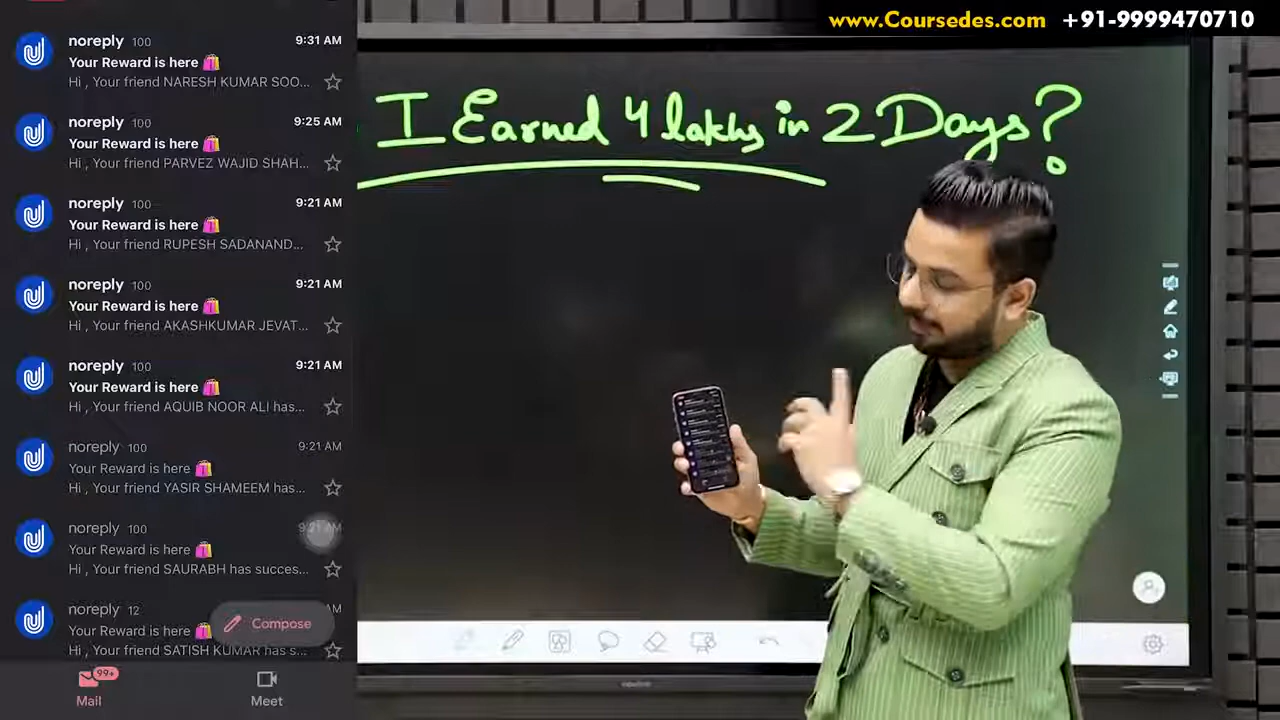 www.Coursedes.com +91-9999470710
I Earned 4 lakhs in 2 Days?
noreply 100 9:31 AM
Your Reward is here 🛍️
Hi , Your friend NARESH KUMAR SOO...
noreply 100 9:25 AM
Your Reward is here 🛍️
Hi , Your friend PARVEZ WAJID SHAH...
noreply 100 9:21 AM
Your Reward is here 🛍️
Hi , Your friend RUPESH SADANAND...
noreply 100 9:21 AM
Your Reward is here 🛍️
Hi , Your friend AKASHKUMAR JEVAT...
noreply 100 9:21 AM
Your Reward is here 🛍️
Hi , Your friend AQUIB NOOR ALI has...
noreply 100 9:21 AM
Your Reward is here 🛍️
Hi , Your friend YASIR SHAMEEM has...
noreply 100 9:21 AM
Your Reward is here 🛍️
Hi , Your friend SAURABH has succes...
noreply 12 AM
Your Reward is here 🛍️
Hi , Your friend SATISH KUMAR has s...
Compose
99+
Mail Meet